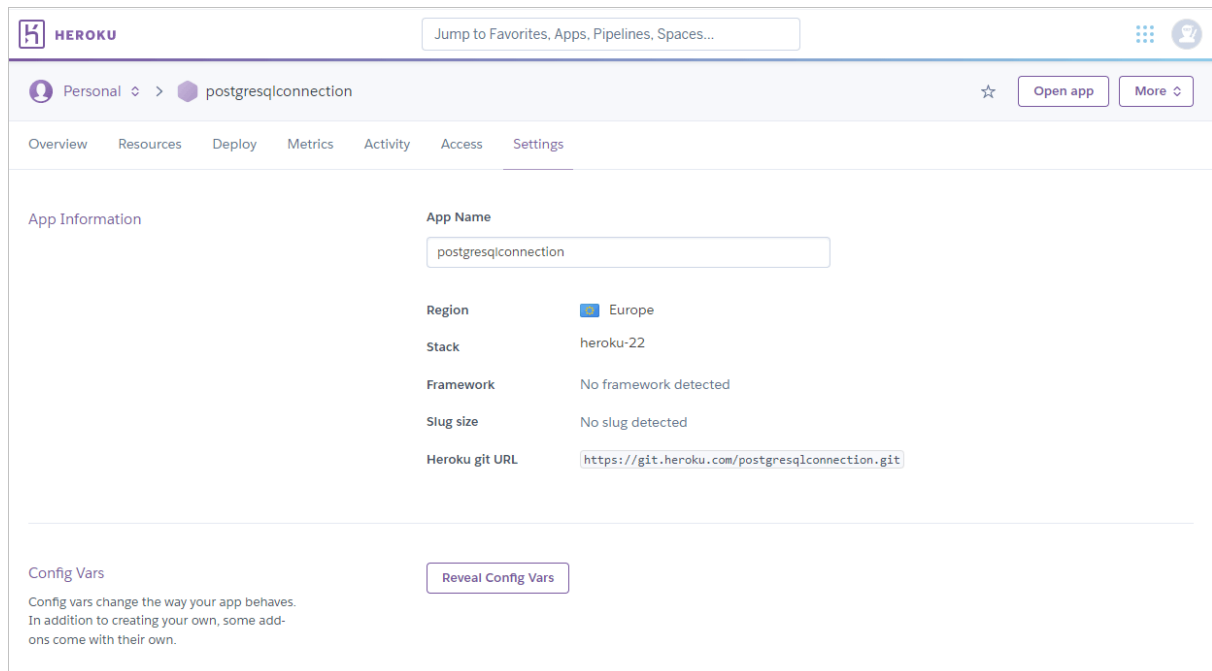 HEROKU
Jump to Favorites, Apps, Pipelines, Spaces...
Personal > postgresqlconnection
Open app
More
Overview Resources Deploy Metrics Activity Access Settings
App Information
App Name
postgresqlconnection
Region Europe
Stack heroku-22
Framework No framework detected
Slug size No slug detected
Heroku git URL https://git.heroku.com/postgresqlconnection.git
Config Vars
Config vars change the way your app behaves.
In addition to creating your own, some add-
ons come with their own.
Reveal Config Vars